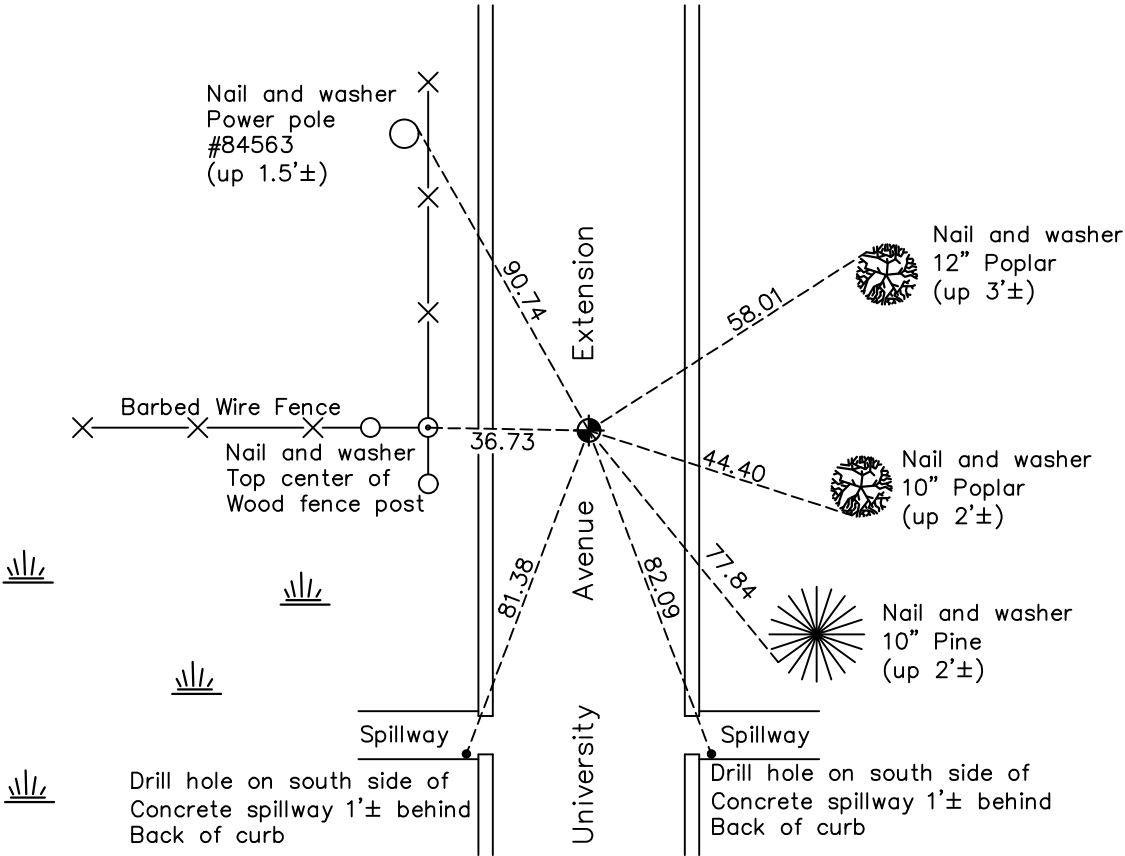 Nail and washer
Power pole
#84563
(up 1.5'±)
90.74
Extension
58.01
Nail and washer
12” Poplar
(up 3'±)
Barbed Wire Fence
36.73
Nail and washer
Top center of
Wood fence post
44.40
Nail and washer
10” Poplar
(up 2'±)
81.38
Avenue
82.09
77.84
Nail and washer
10” Pine
(up 2'±)
Spillway
University
Spillway
Drill hole on south side of
Concrete spillway 1'± behind
Back of curb
Drill hole on south side of
Concrete spillway 1'± behind
Back of curb